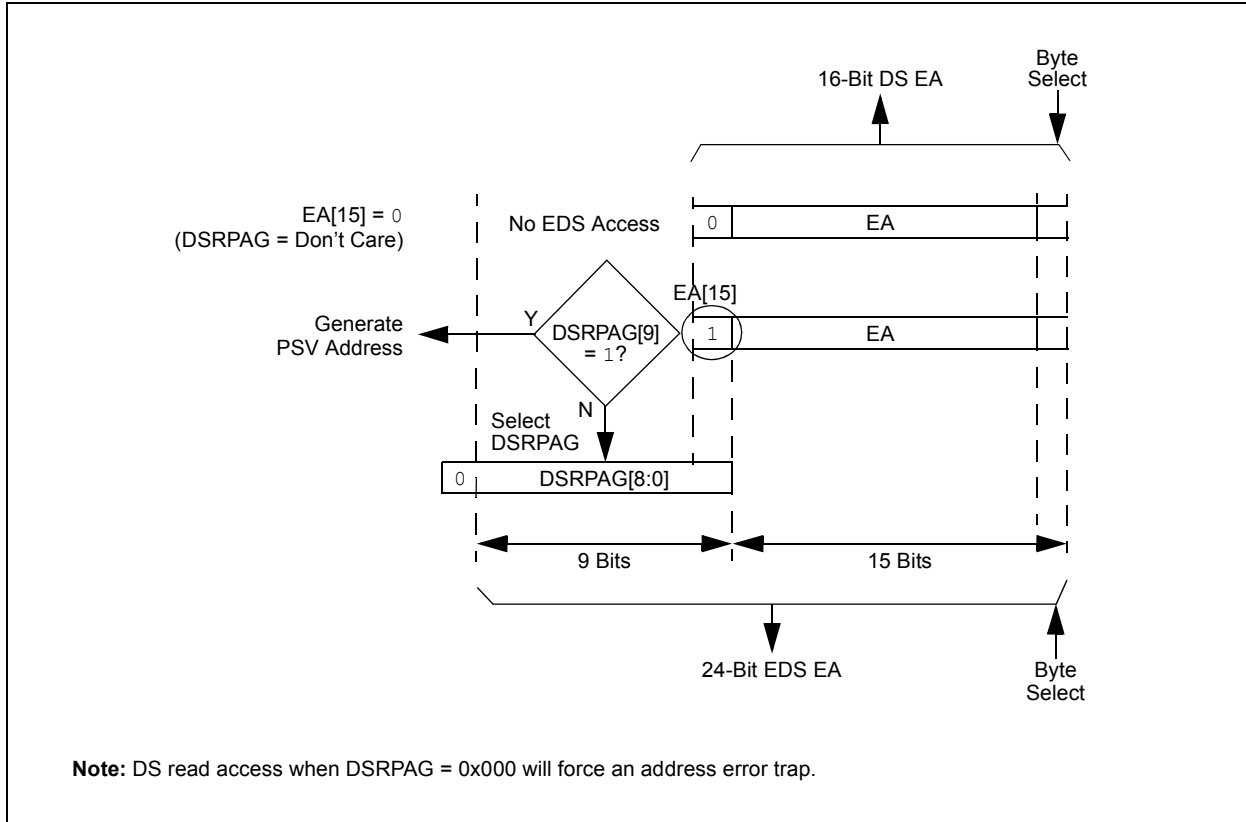 16-Bit DS EA
Byte
Select
EA[15] = 0
(DSRPAG = Don't Care)
No EDS Access
0
EA
EA[15]
Generate
PSV Address
Y
DSRPAG[9]
= 1?
1
EA
N
Select
DSRPAG
0
DSRPAG[8:0]
9 Bits
15 Bits
24-Bit EDS EA
Byte
Select
Note: DS read access when DSRPAG = 0x000 will force an address error trap.